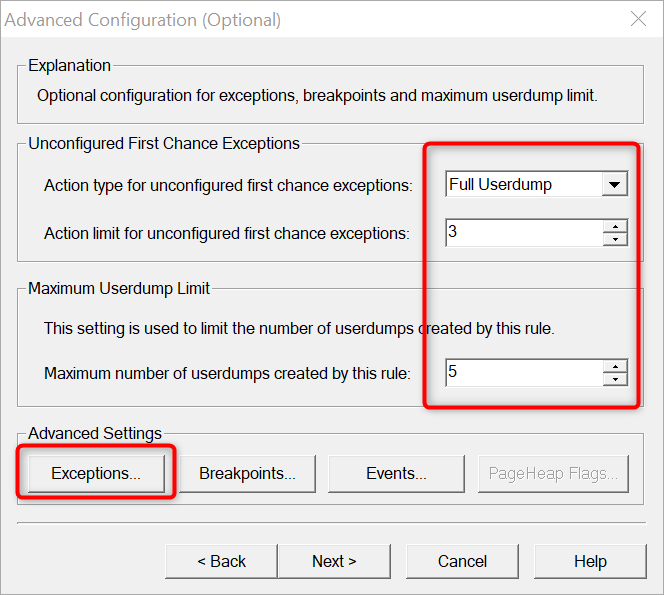 Advanced Configuration (Optional)
Explanation
Optional configuration for exceptions, breakpoints and maximum userdump limit.
Unconfigured First Chance Exceptions
Action type for unconfigured first chance exceptions: Full Userdump
Action limit for unconfigured first chance exceptions: 3
Maximum Userdump Limit
This setting is used to limit the number of userdumps created by this rule.
Maximum number of userdumps created by this rule: 5
Advanced Settings
Exceptions... Breakpoints... Events... PageHeap Flags...
< Back Next > Cancel Help